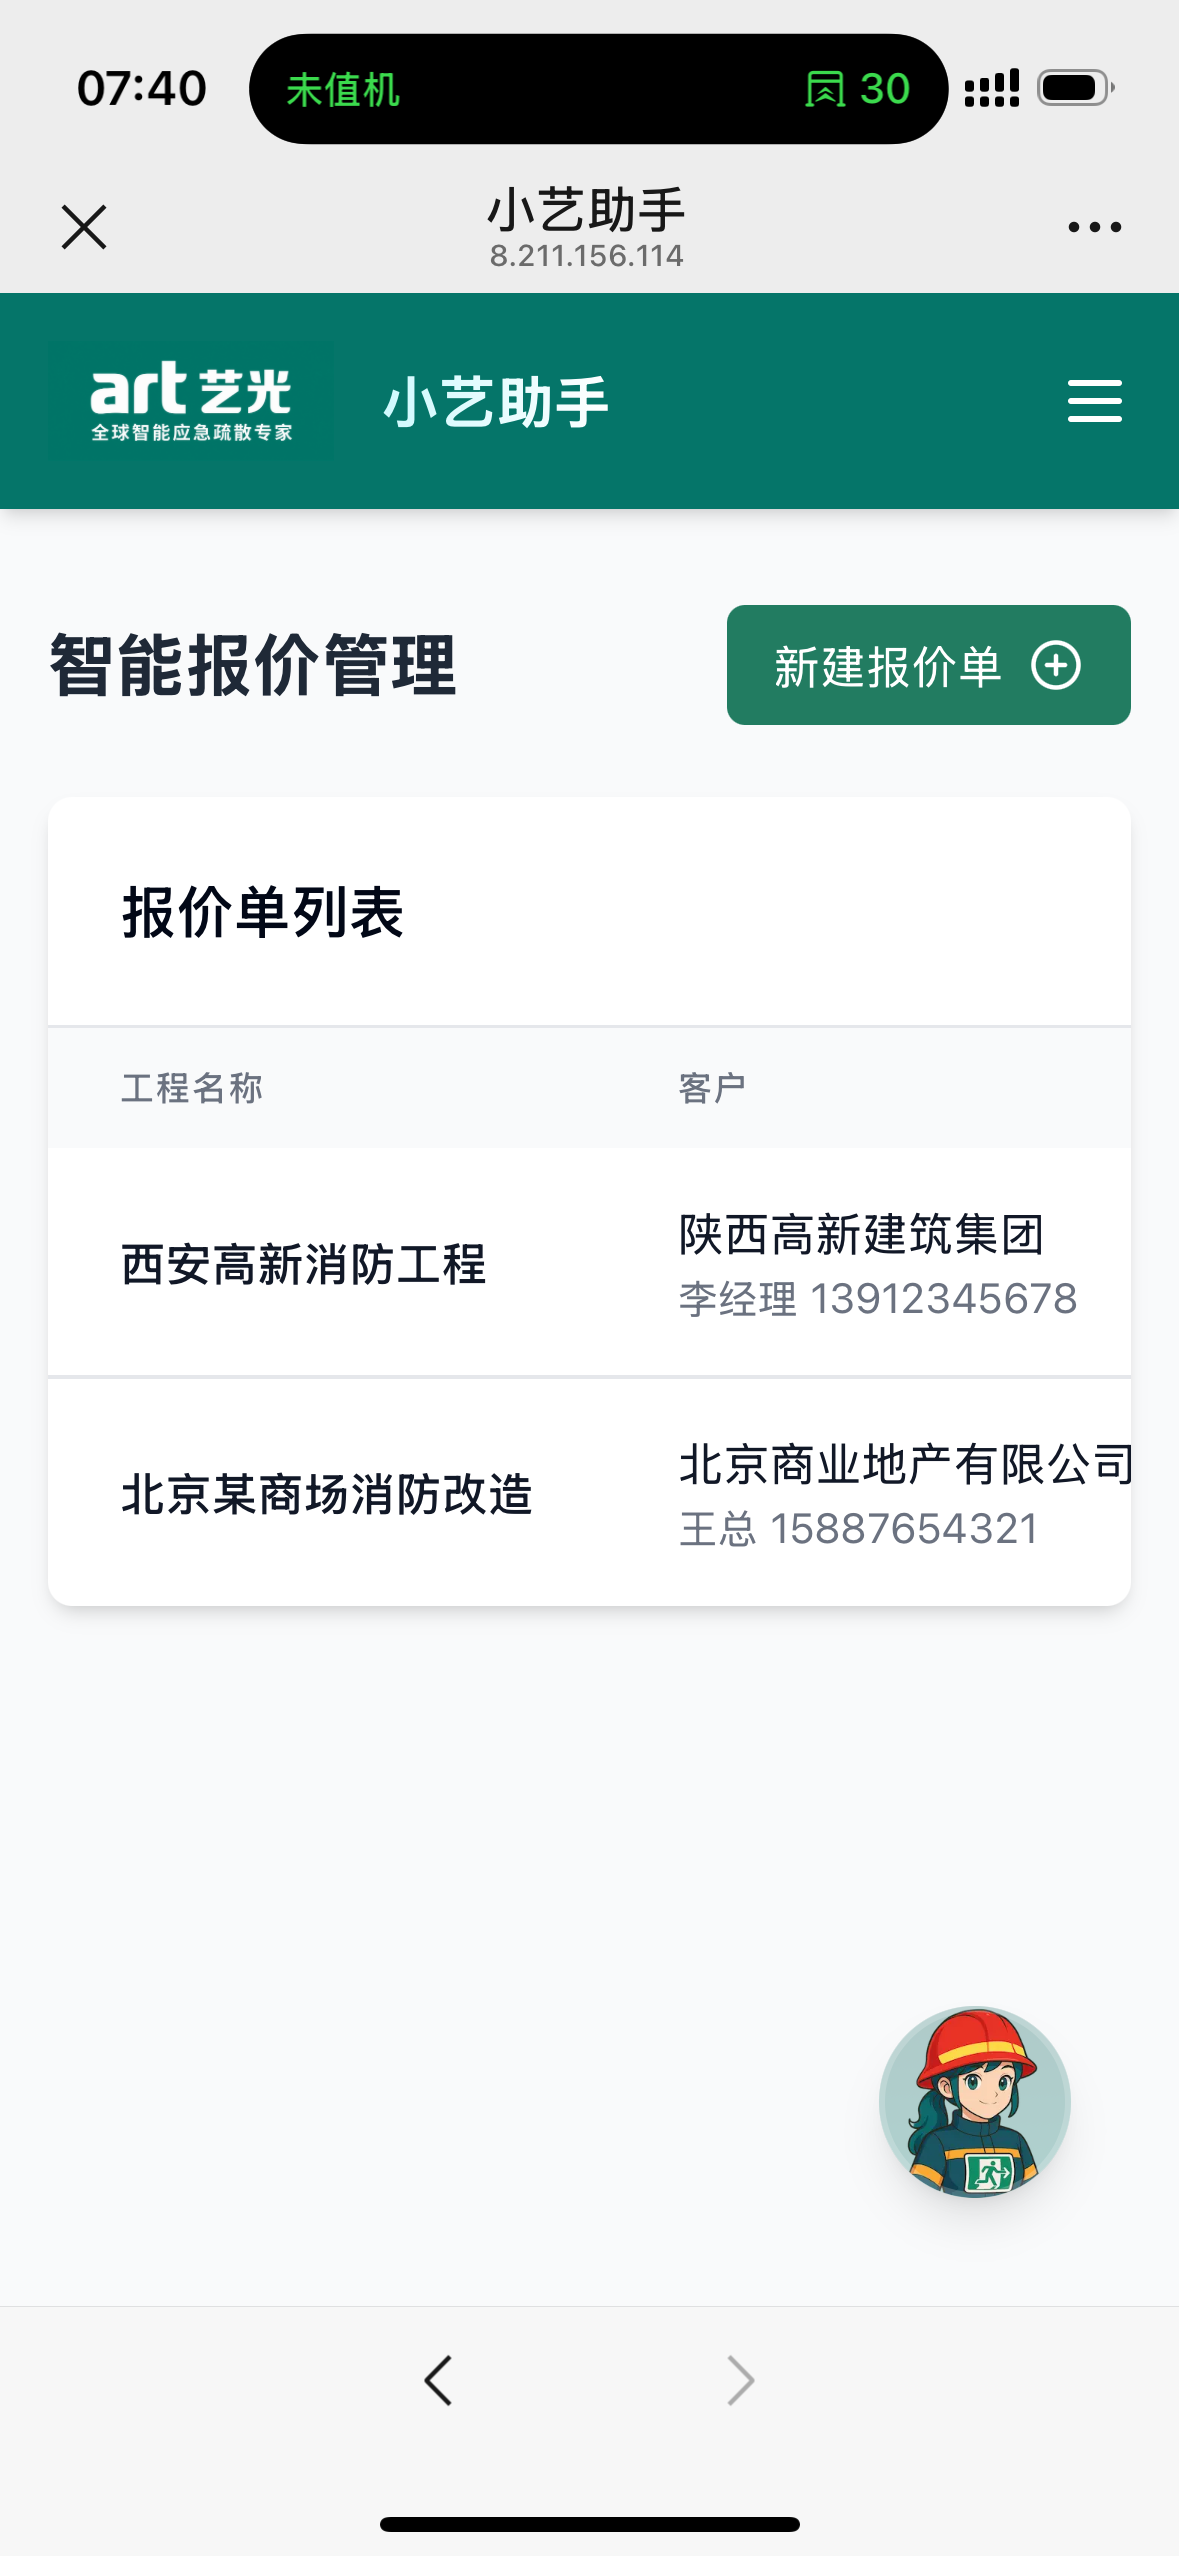 07:40
未值机
30
小艺助手
8.211.156.114
art 艺光
全球智能应急疏散专家
小艺助手
智能报价管理
新建报价单
报价单列表
工程名称 客户
西安高新消防工程
陕西高新建筑集团
李经理 13912345678
北京某商场消防改造
北京商业地产有限公司
王总 15887654321